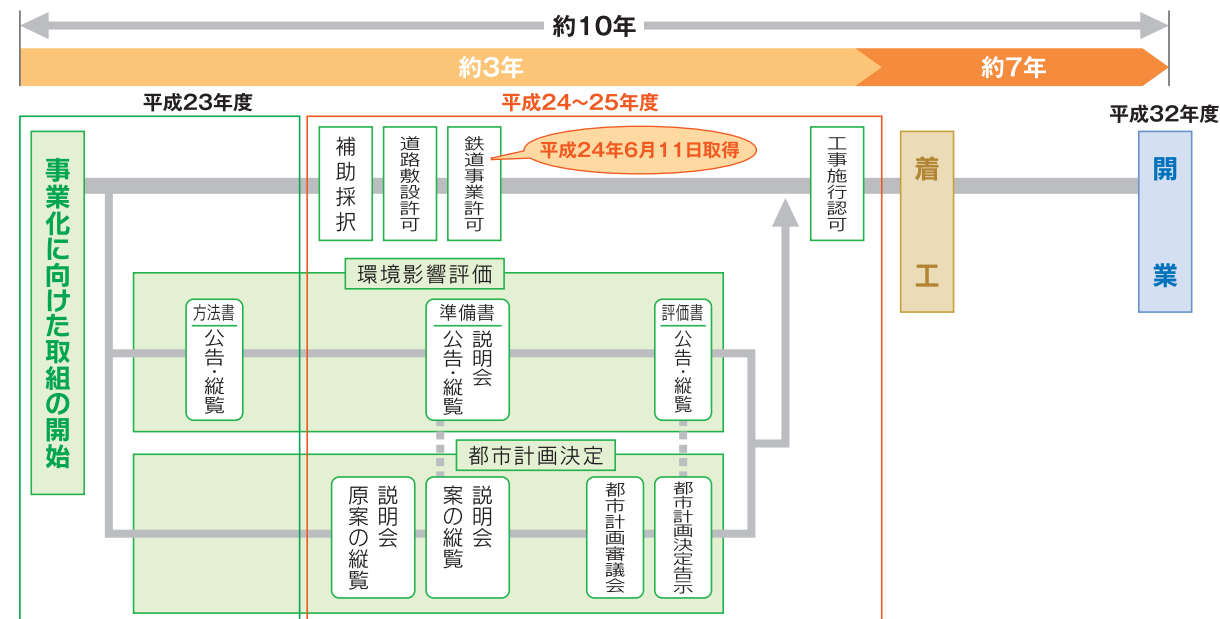 約10年
約3年
約7年
平成23年度
平成24～25年度
平成32年度
事業化に向けた取組の開始
補助採択
道路敷設許可
鉄道事業許可
平成24年6月11日取得
工事施行認可
着工
開業
環境影響評価
方法書
公告・縦覧
準備書
説明会
公告・縦覧
評価書
公告・縦覧
都市計画決定
説明会
原案の縦覧
説明会
案の縦覧
都市計画審議会
都市計画決定告示